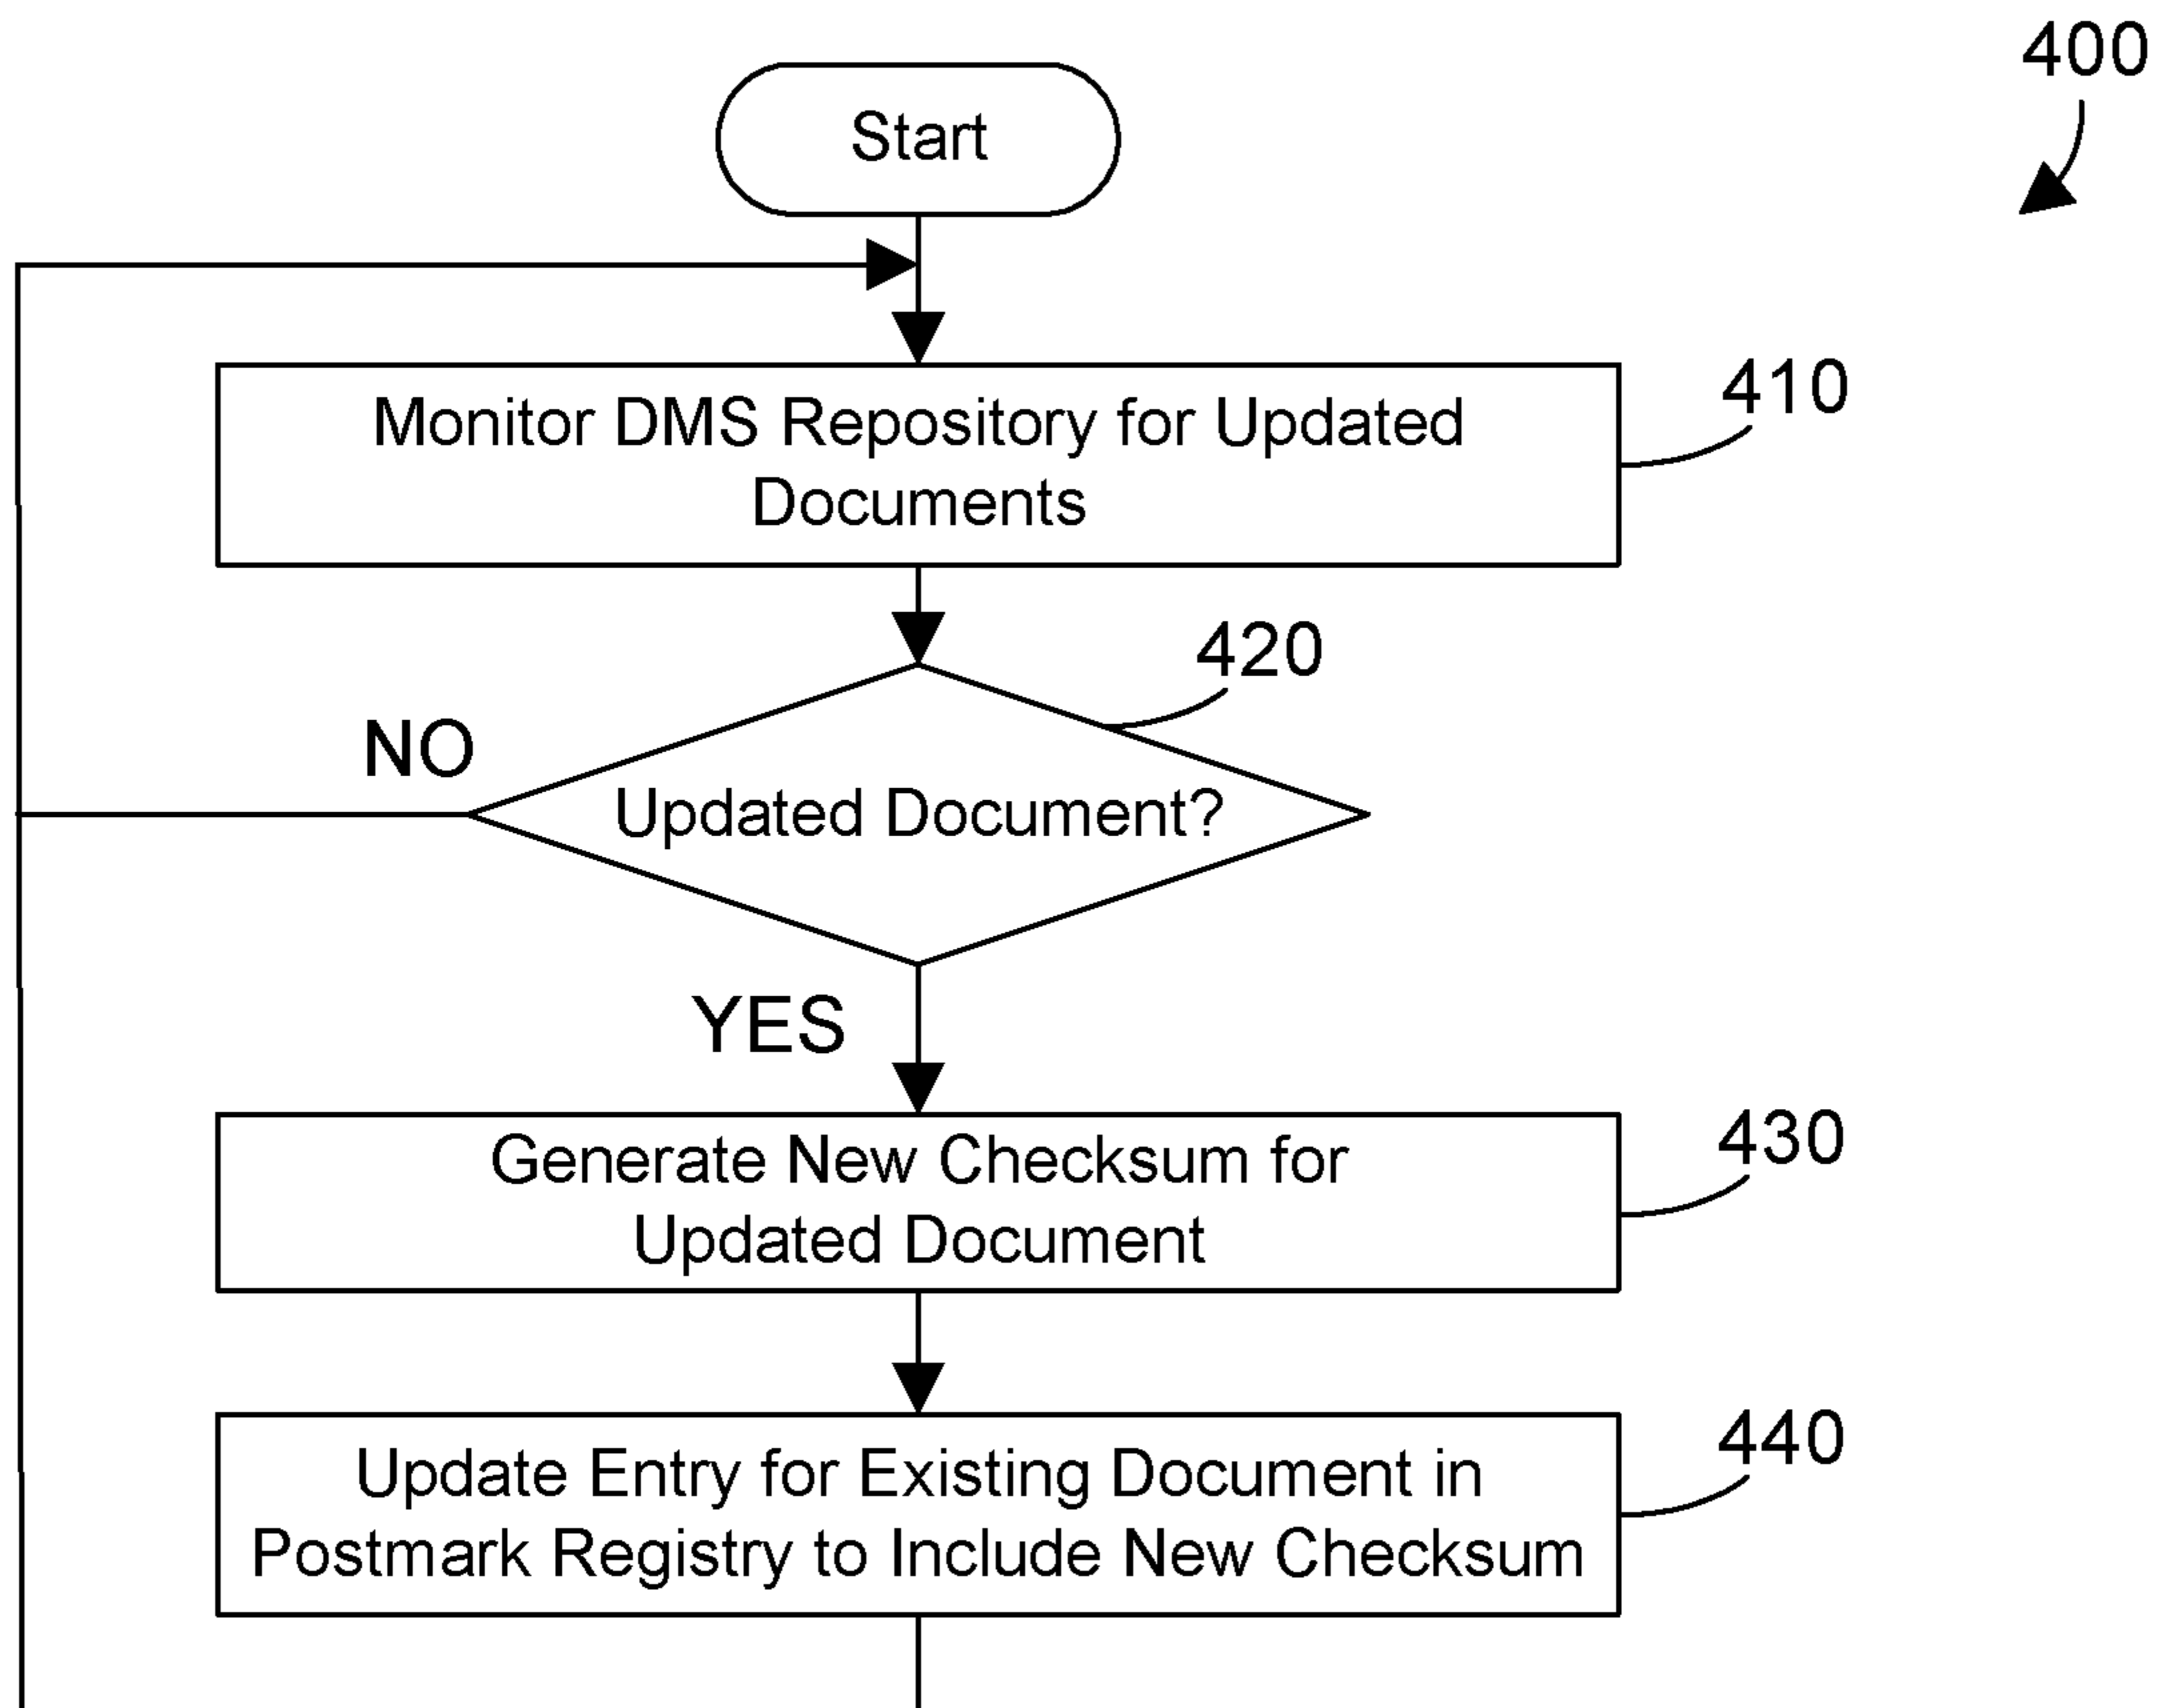 400
Start
Monitor DMS Repository for Updated
Documents
410
420
NO
Updated Document?
YES
Generate New Checksum for
Updated Document
430
Update Entry for Existing Document in
Postmark Registry to Include New Checksum
440